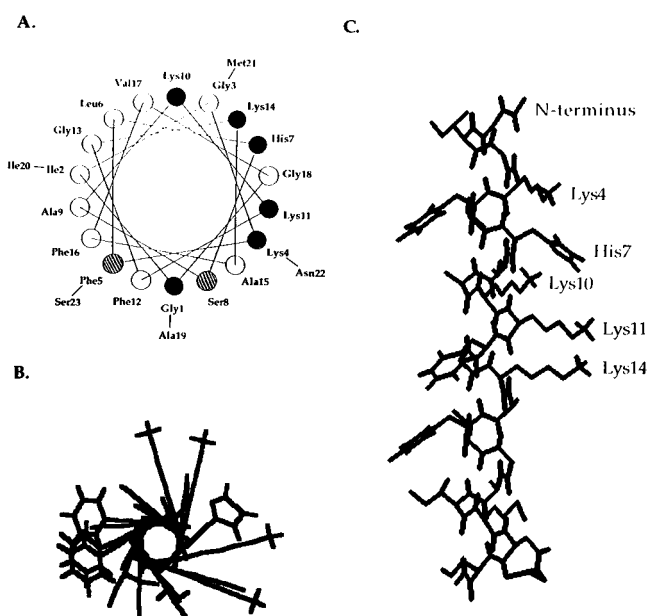 A.
C.
Met21
Lys10
Val17
Gly3
Leu6
Lys14
Gly13
His7
Ile20
Ile2
Gly18
Ala9
Lys11
Phe16
Lys4
Asn22
Phe5
Ala15
Ser23
Phe12
Gly1
Ser8
Ala19
B.
N-terminus
Lys4
His7
Lys10
Lys11
Lys14